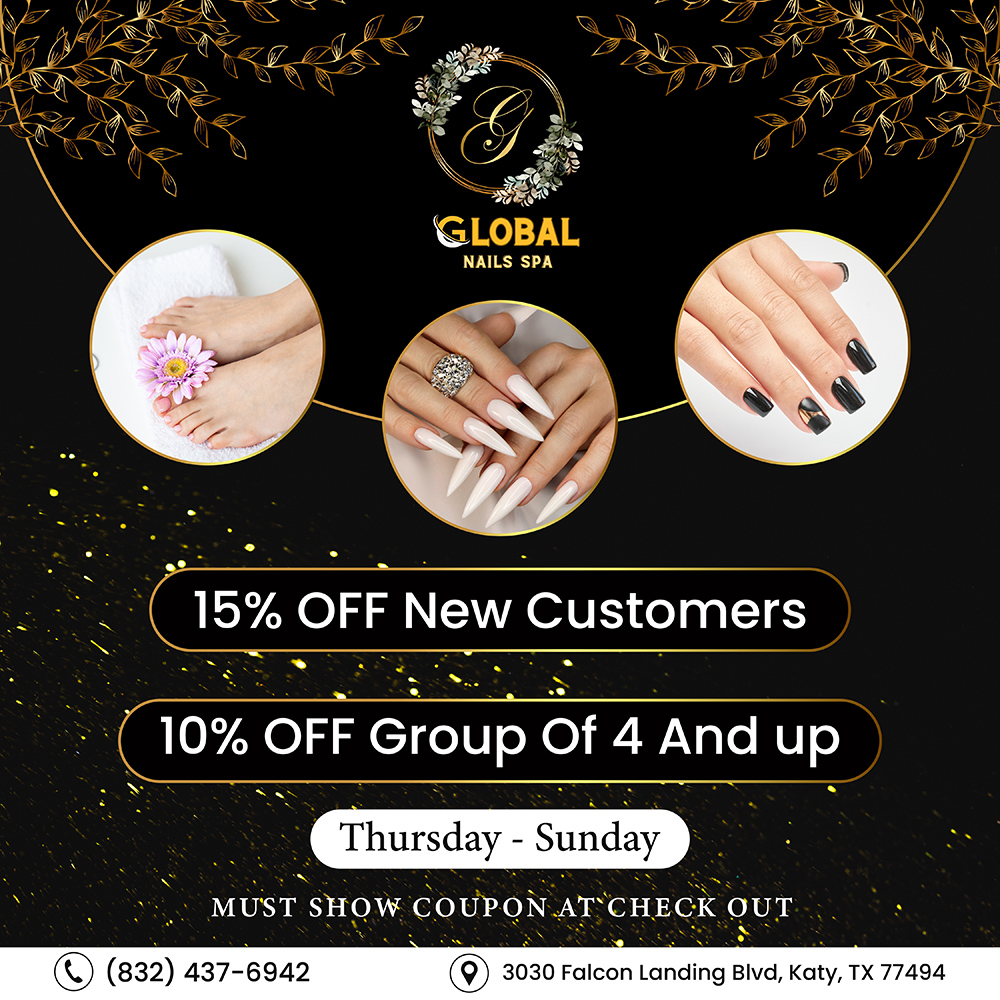 G
GLOBAL
NAILS SPA
15% OFF New Customers
10% OFF Group Of 4 And up
Thursday - Sunday
MUST SHOW COUPON AT CHECK OUT
(832) 437-6942
3030 Falcon Landing Blvd, Katy, TX 77494